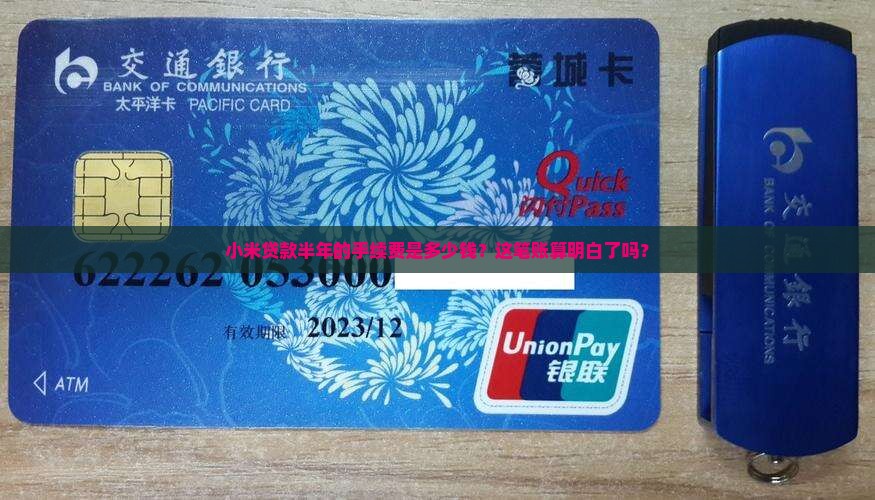 交通銀行
BANK OF COMMUNICATIONS
太平洋卡 PACIFIC CARD
蓉城卡
Quick
闪付Pass
小米贷款半年的手续费是多少钱？这笔账算明白了吗？
622262 053000
有效期限 2023/12
ATM
UnionPay
银联
交通銀行
BANK OF COMMUNICATIONS